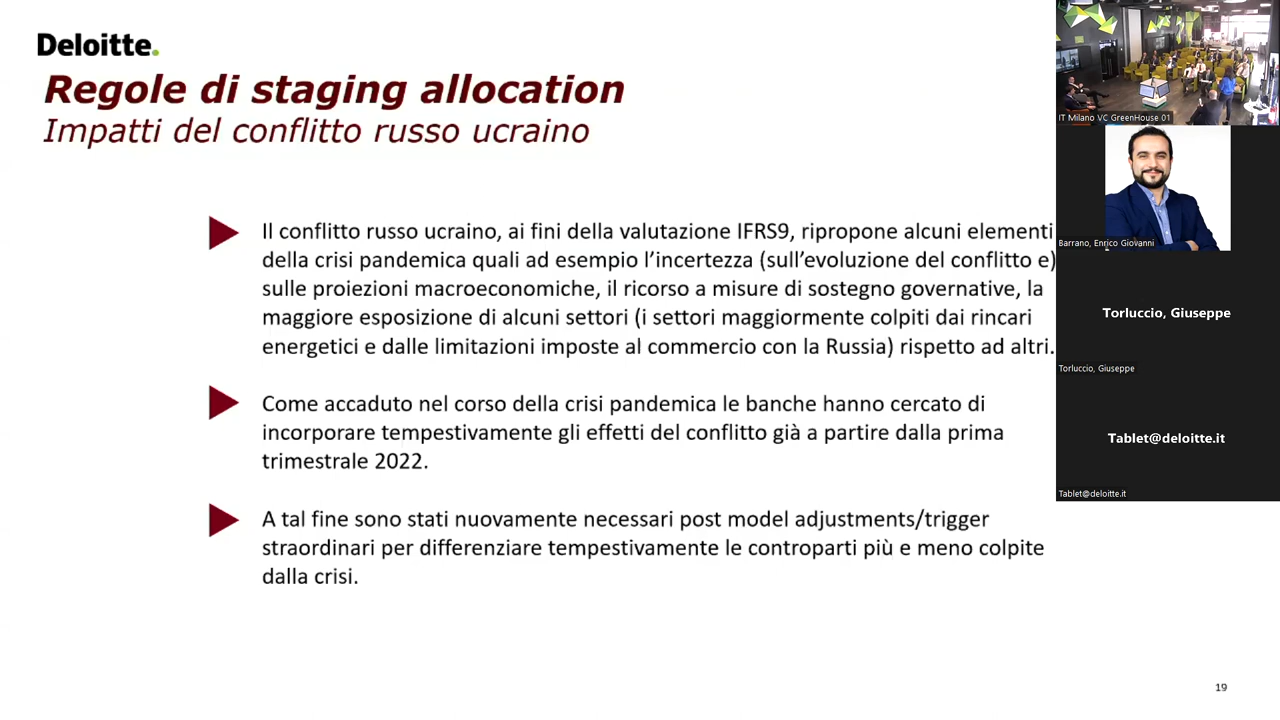 Deloitte.
Regole di staging allocation
Impatti del conflitto russo ucraino
Il conflitto russo ucraino, ai fini della valutazione IFRS9, ripropone alcuni elementi
della crisi pandemica quali ad esempio l’incertezza (sull’evoluzione del conflitto e)
sulle proiezioni macroeconomiche, il ricorso a misure di sostegno governative, la
maggiore esposizione di alcuni settori (i settori maggiormente colpiti dai rincari
energetici e dalle limitazioni imposte al commercio con la Russia) rispetto ad altri.
Come accaduto nel corso della crisi pandemica le banche hanno cercato di
incorporare tempestivamente gli effetti del conflitto già a partire dalla prima
trimestrale 2022.
A tal fine sono stati nuovamente necessari post model adjustments/trigger
straordinari per differenziare tempestivamente le controparti più e meno colpite
dalla crisi.
19
IT Milano VC GreenHouse 01
Barrano, Enrico Giovanni
Torluccio, Giuseppe
Torluccio, Giuseppe
Tablet@deloitte.it
Tablet@deloitte.it